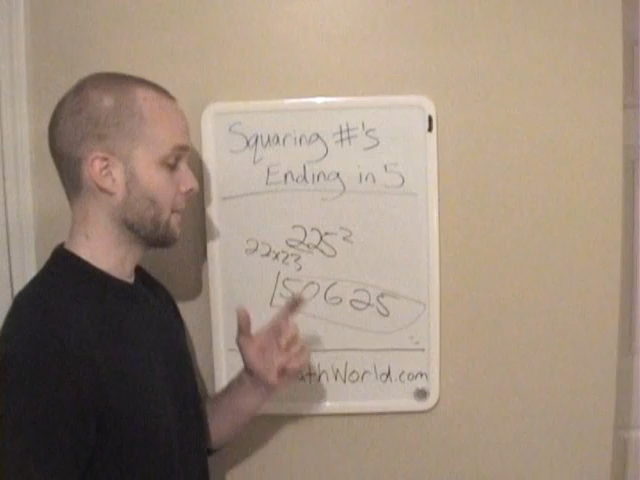 Squaring #'s
Ending in 5
225²
22x23
50625
thWorld.com